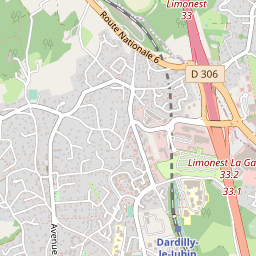 Limonest
33
Route Nationale 6
D 306
Limonest La Ga
33.2
33.1
Avenue
Dardilly-
le-Jubin